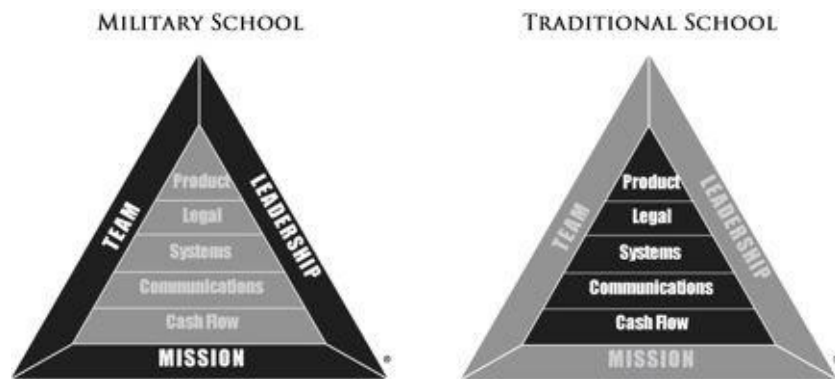 MILITARY SCHOOL
TEAM
LEADERSHIP
Product
Legal
Systems
Communications
Cash Flow
MISSION
®
TRADITIONAL SCHOOL
TEAM
LEADERSHIP
Product
Legal
Systems
Communications
Cash Flow
MISSION
®